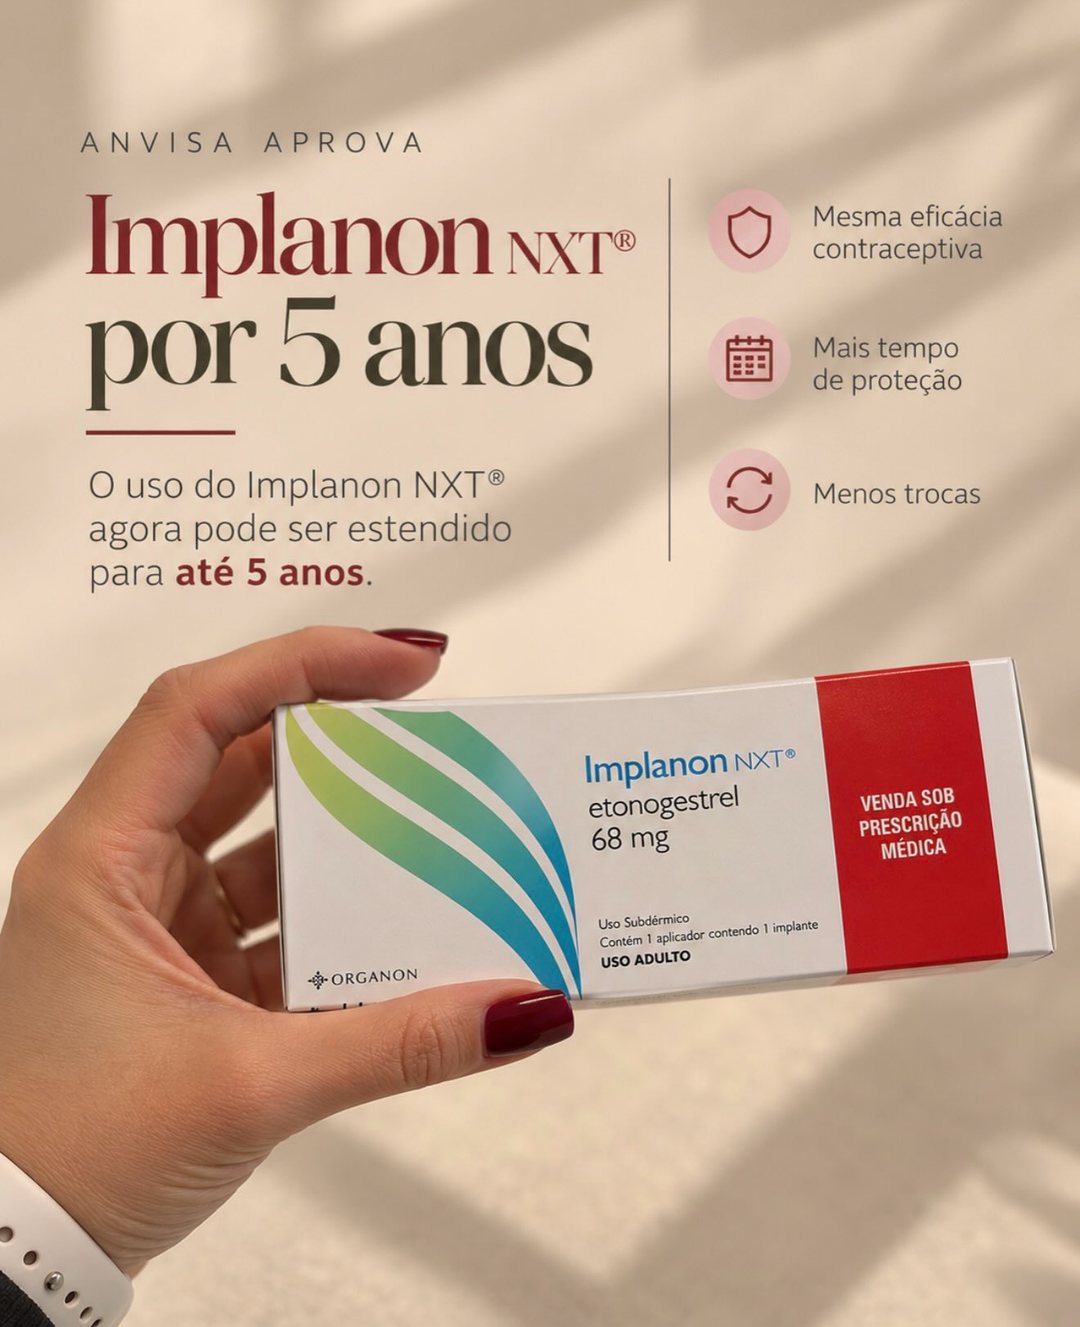 ANVISA APROVA
Implanon NXT®
por 5 anos
O uso do Implanon NXT®
agora pode ser estendido
para até 5 anos.
Mesma eficácia
contraceptiva
Mais tempo
de proteção
Menos trocas
Implanon NXT®
etonogestrel
68 mg
Uso Subdérmico
Contém 1 aplicador contendo 1 implante
USO ADULTO
ORGANON
VENDA SOB
PRESCRIÇÃO
MÉDICA